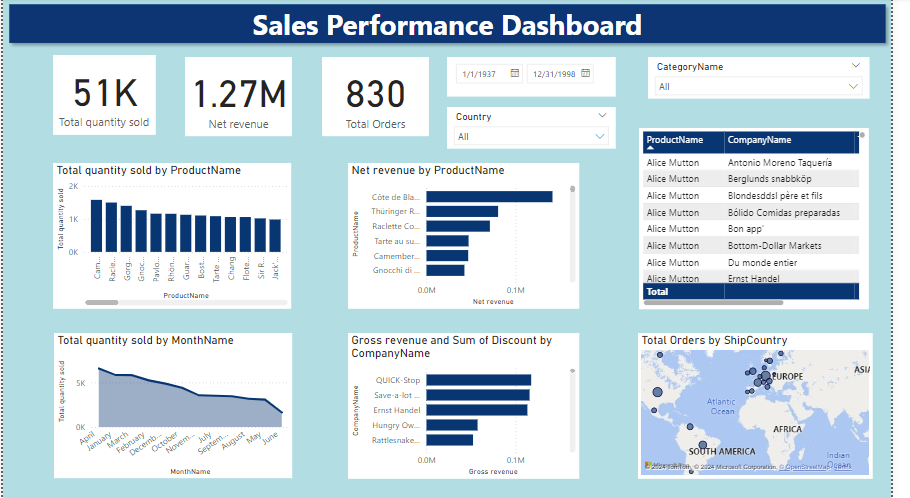 Sales Performance Dashboard
51K
Total quantity sold
1.27M
Net revenue
830
Total Orders
1/1/1937
12/31/1998
Country
All
CategoryName
All
ProductName CompanyName
Alice Mutton Antonio Moreno Taquería
Alice Mutton Berglunds snabbköp
Alice Mutton Blondesddsl père et fils
Alice Mutton Bólido Comidas preparadas
Alice Mutton Bon app'
Alice Mutton Bottom-Dollar Markets
Alice Mutton Du monde entier
Alice Mutton Ernst Handel
Total
Total quantity sold by ProductName
Total quantity sold
2K
1K
0K
Cam...
Racle...
Gorg...
Gnoc...
Pavlo...
Rhön...
Guar...
Bost...
Tarte ...
Chang
Flote...
Sir R...
Jack'...
ProductName
Net revenue by ProductName
ProductName
Côte de Bla...
Thüringer R...
Raclette Co...
Tarte au su...
Camember...
Gnocchi di ...
0.0M
0.1M
Net revenue
Total quantity sold by MonthName
Total quantity sold
5K
0K
April
January
March
February
Decemb...
October
Novem...
July
Septem...
August
May
June
MonthName
Gross revenue and Sum of Discount by
CompanyName
CompanyName
QUICK-Stop
Save-a-lot ...
Ernst Handel
Hungry Ow...
Rattlesnake...
0.0M
0.1M
Gross revenue
Total Orders by ShipCountry
EUROPE
ASIA
Atlantic
Ocean
AFRICA
SOUTH AMERICA
Indian
Ocean
© 2024 TomTom, © 2024 Microsoft Corporation, © OpenStreetMap